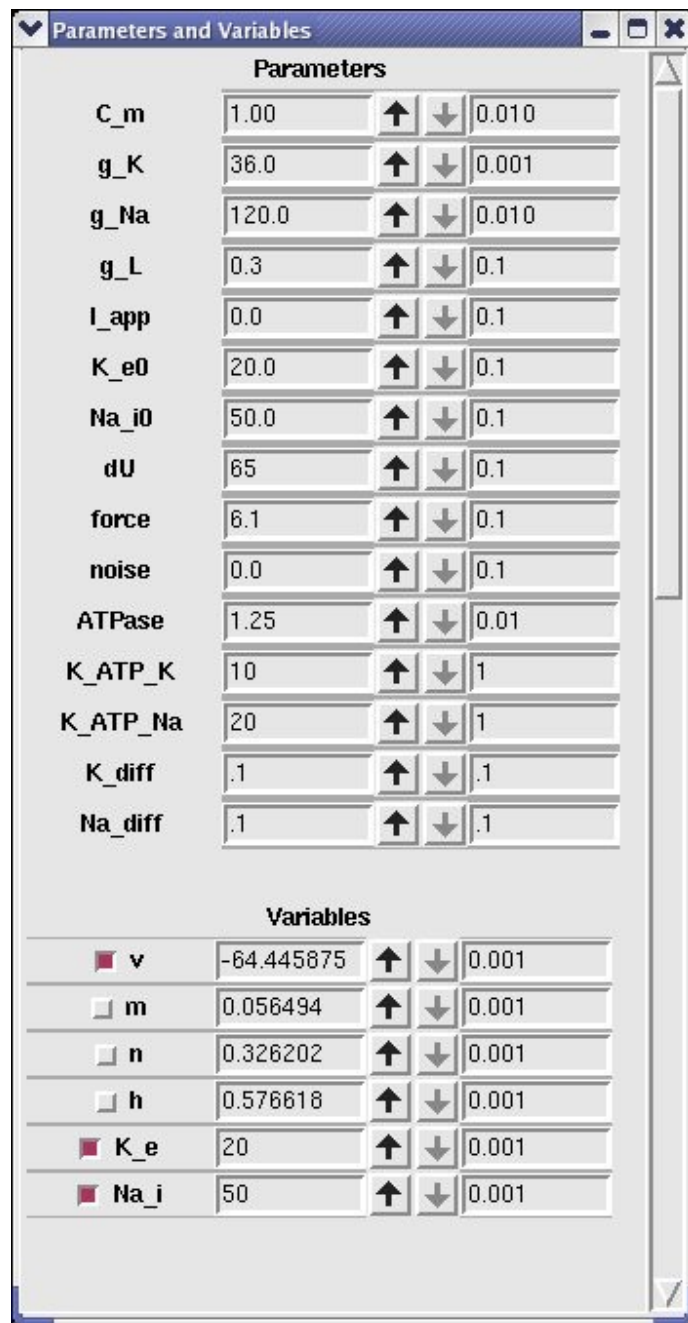 Parameters and Variables
Parameters
C_m 1.00 0.010
g_K 36.0 0.001
g_Na 120.0 0.010
g_L 0.3 0.1
I_app 0.0 0.1
K_e0 20.0 0.1
Na_i0 50.0 0.1
dU 65 0.1
force 6.1 0.1
noise 0.0 0.1
ATPase 1.25 0.01
K_ATP_K 10 1
K_ATP_Na 20 1
K_diff .1 .1
Na_diff .1 .1
Variables
v -64.445875 0.001
m 0.056494 0.001
n 0.326202 0.001
h 0.576618 0.001
K_e 20 0.001
Na_i 50 0.001